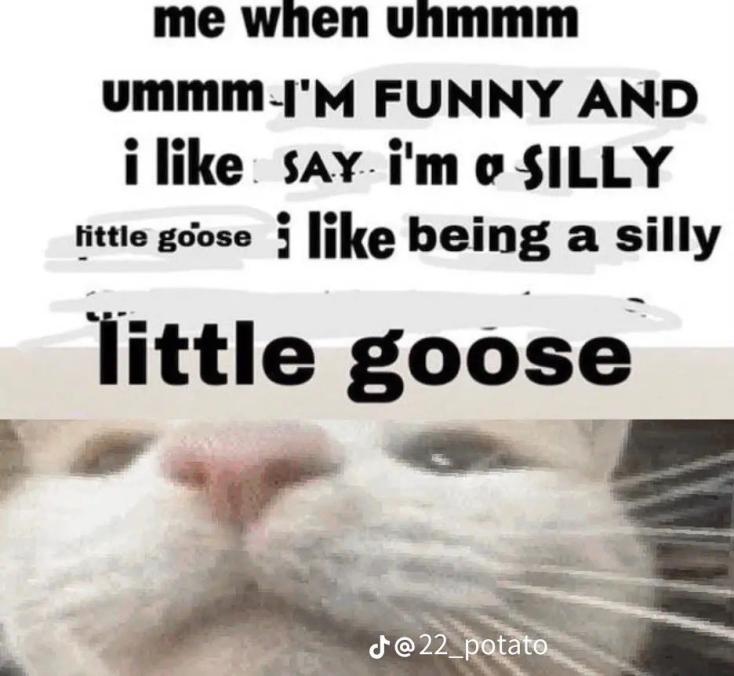 me when uhmmm
ummm I'M FUNNY AND
i like SAY i'm a SILLY
little goose i like being a silly
little goose
@22_potato